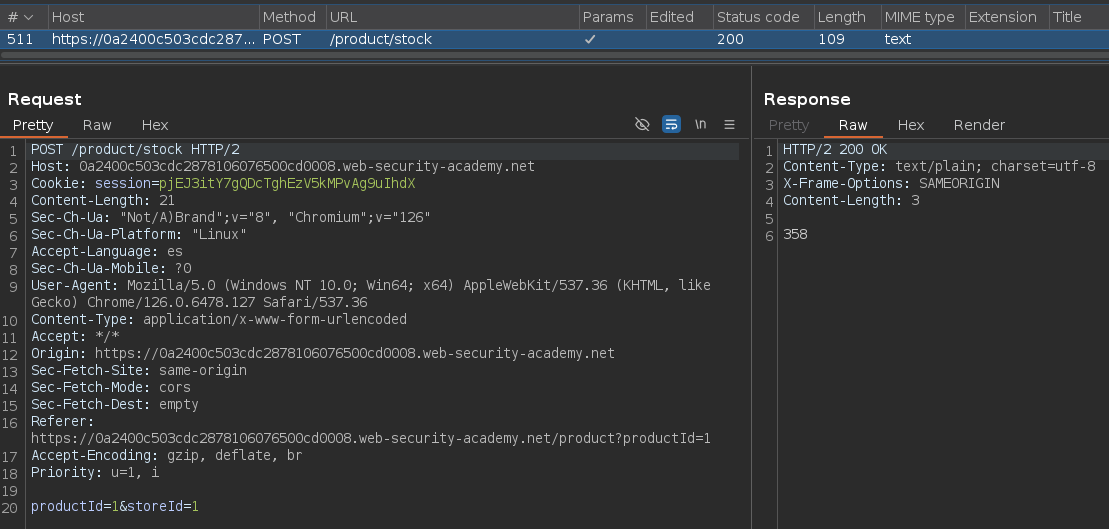 # Host Method URL Params Edited Status code Length MIME type Extension Title
511 https://0a2400c503cdc287... POST /product/stock ✓ 200 109 text
Request
Pretty Raw Hex \n
1 POST /product/stock HTTP/2
2 Host: 0a2400c503cdc2878106076500cd0008.web-security-academy.net
3 Cookie: session=pjEJ3itY7gQDcTghEzV5kMPvAg9uIhdX
4 Content-Length: 21
5 Sec-Ch-Ua: "Not/A)Brand";v="8", "Chromium";v="126"
6 Sec-Ch-Ua-Platform: "Linux"
7 Accept-Language: es
8 Sec-Ch-Ua-Mobile: ?0
9 User-Agent: Mozilla/5.0 (Windows NT 10.0; Win64; x64) AppleWebKit/537.36 (KHTML, like
Gecko) Chrome/126.0.6478.127 Safari/537.36
10 Content-Type: application/x-www-form-urlencoded
11 Accept: */*
12 Origin: https://0a2400c503cdc2878106076500cd0008.web-security-academy.net
13 Sec-Fetch-Site: same-origin
14 Sec-Fetch-Mode: cors
15 Sec-Fetch-Dest: empty
16 Referer:
https://0a2400c503cdc2878106076500cd0008.web-security-academy.net/product?productId=1
17 Accept-Encoding: gzip, deflate, br
18 Priority: u=1, i
19
20 productId=1&storeId=1
Response
Pretty Raw Hex Render
1 HTTP/2 200 OK
2 Content-Type: text/plain; charset=utf-8
3 X-Frame-Options: SAMEORIGIN
4 Content-Length: 3
5
6 358